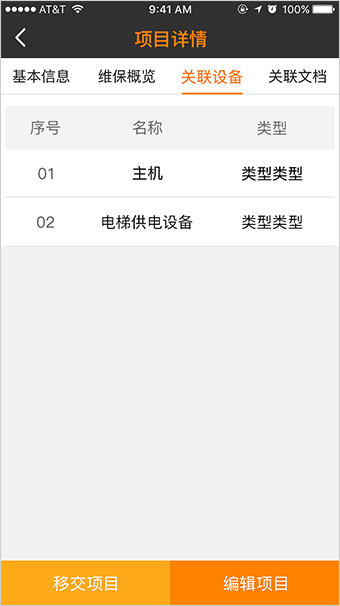 AT&T 9:41 AM 100%
项目详情
基本信息 维保概览 关联设备 关联文档
序号 名称 类型
01 主机 类型类型
02 电梯供电设备 类型类型
移交项目 编辑项目